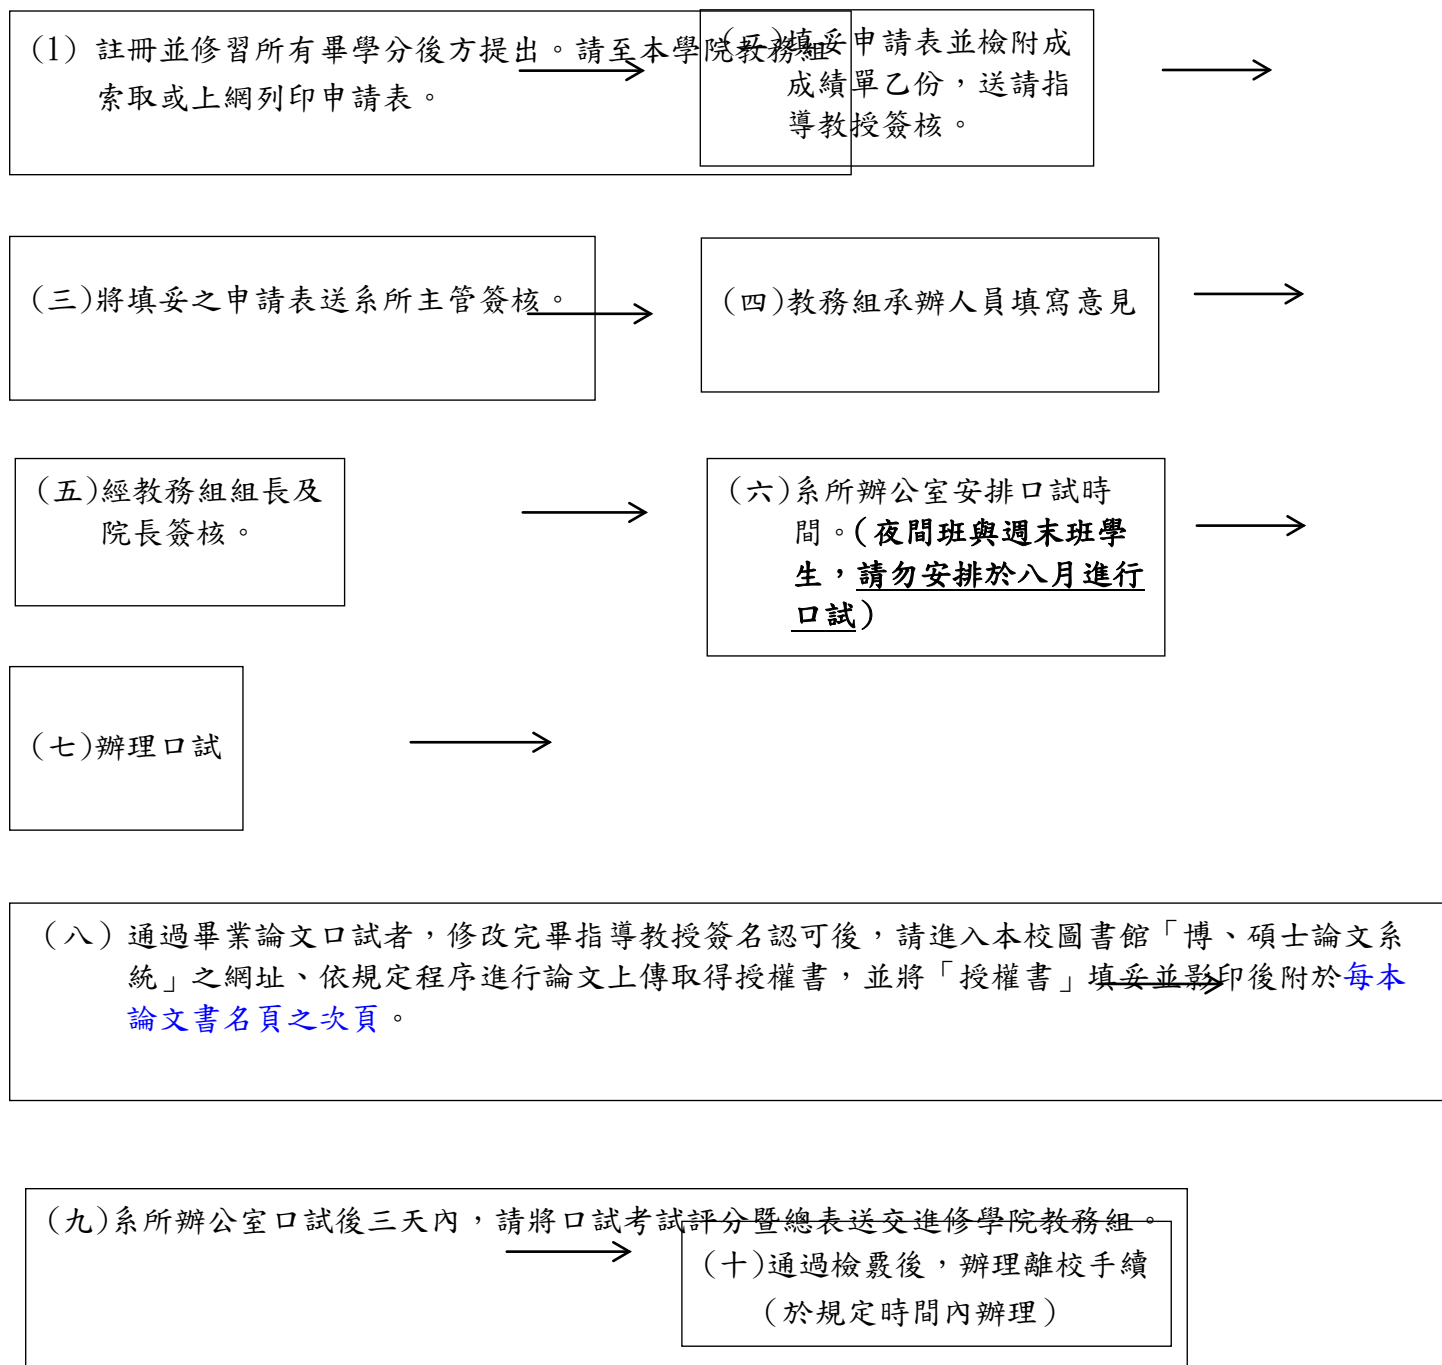 (1) 註冊並修習所有畢學分後方提出。請至本學院教務組
索取或上網列印申請表。
(二)填妥申請表並檢附成
成績單乙份，送請指
導教授簽核。
(三)將填妥之申請表送系所主管簽核。
(四)教務組承辦人員填寫意見
(五)經教務組組長及
院長簽核。
(六)系所辦公室安排口試時
間。(夜間班與週末班學
生，請勿安排於八月進行
口試)
(七)辦理口試
(八) 通過畢業論文口試者，修改完畢指導教授簽名認可後，請進入本校圖書館「博、碩士論文系
統」之網址、依規定程序進行論文上傳取得授權書，並將「授權書」填妥並影印後附於每本
論文書名頁之次頁。
(九)系所辦公室口試後三天內，請將口試考試評分暨總表送交進修學院教務組。
(十)通過檢覈後，辦理離校手續
(於規定時間內辦理)